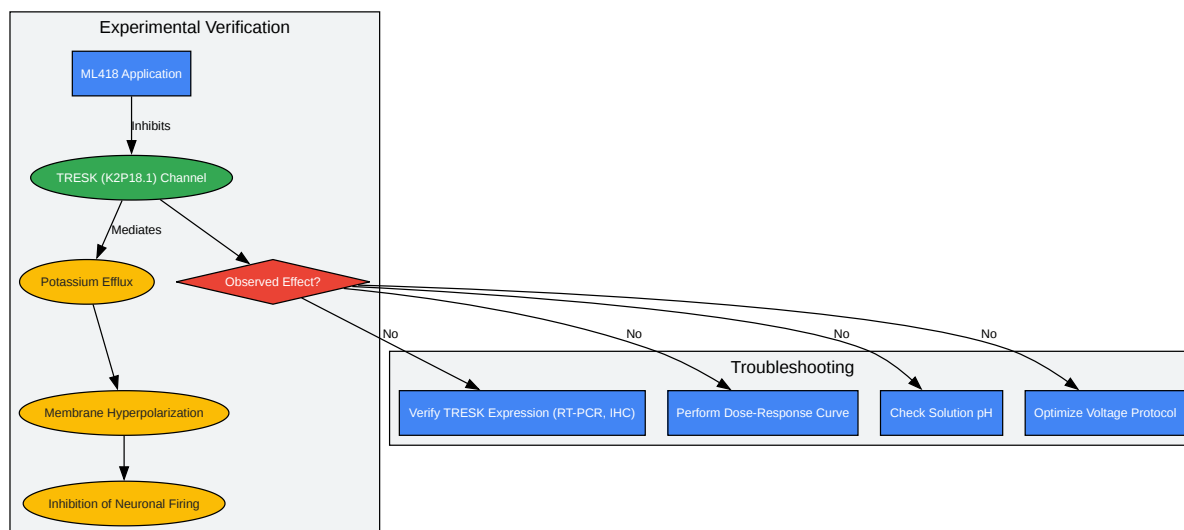 Experimental Verification
ML418 Application
Inhibits
TRESK (K2P18.1) Channel
Mediates
Potassium Efflux
Observed Effect?
No
No
No
No
Troubleshooting
Membrane Hyperpolarization
Verify TRESK Expression (RT-PCR, IHC)
Perform Dose-Response Curve
Check Solution pH
Optimize Voltage Protocol
Inhibition of Neuronal Firing